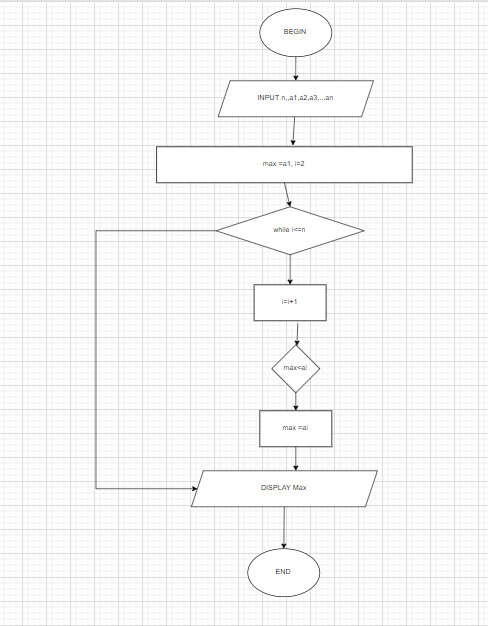 BEGIN
INPUT n,,a1,a2,a3,...an
max =a1, i=2
while i<=n
i=i+1
max<ai
max =ai
DISPLAY Max
END